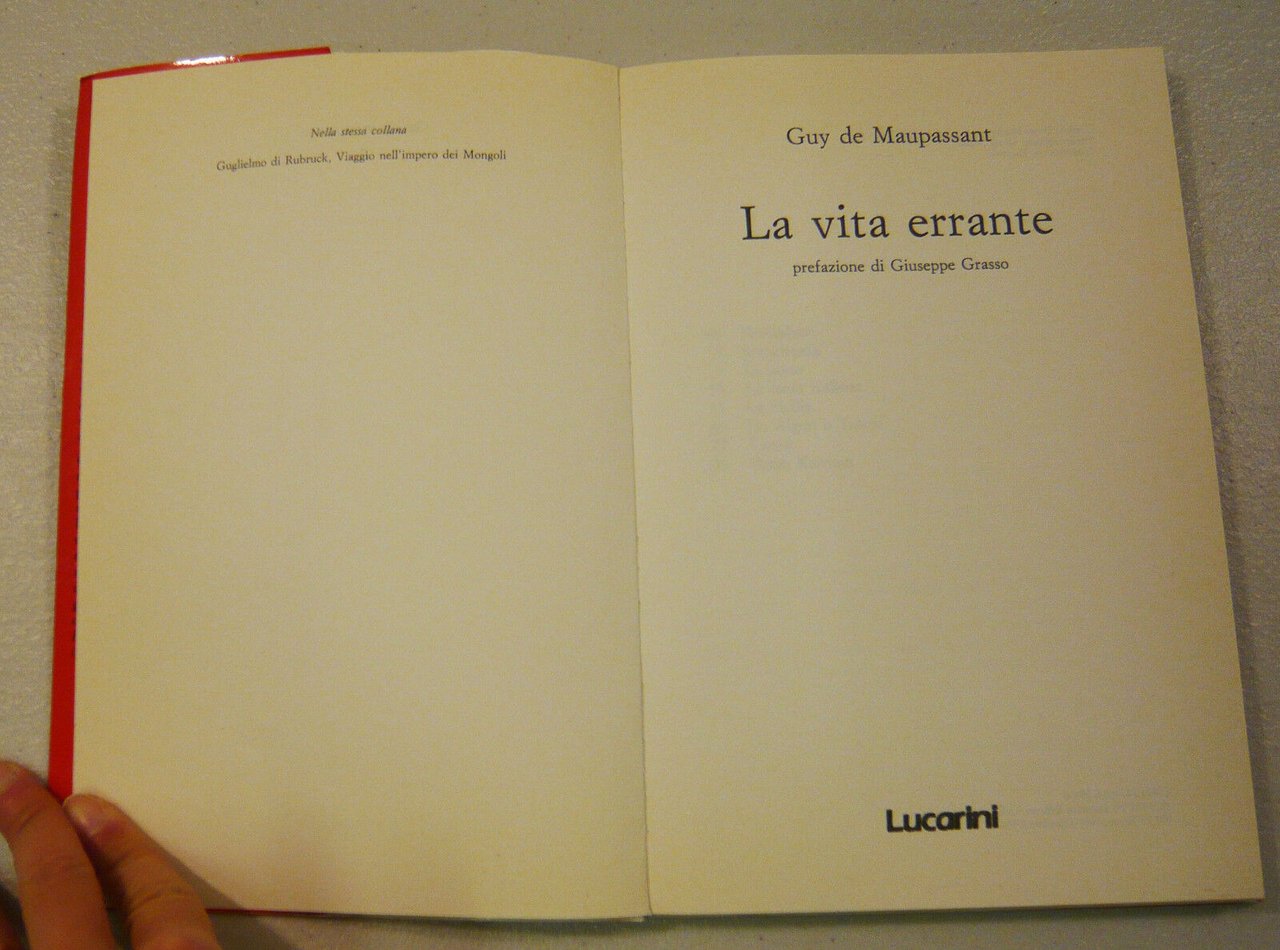 Nella stessa collana
Guglielmo di Rubruck, Viaggio nell'impero dei Mongoli
Guy de Maupassant
La vita errante
prefazione di Giuseppe Grasso
Lucarini